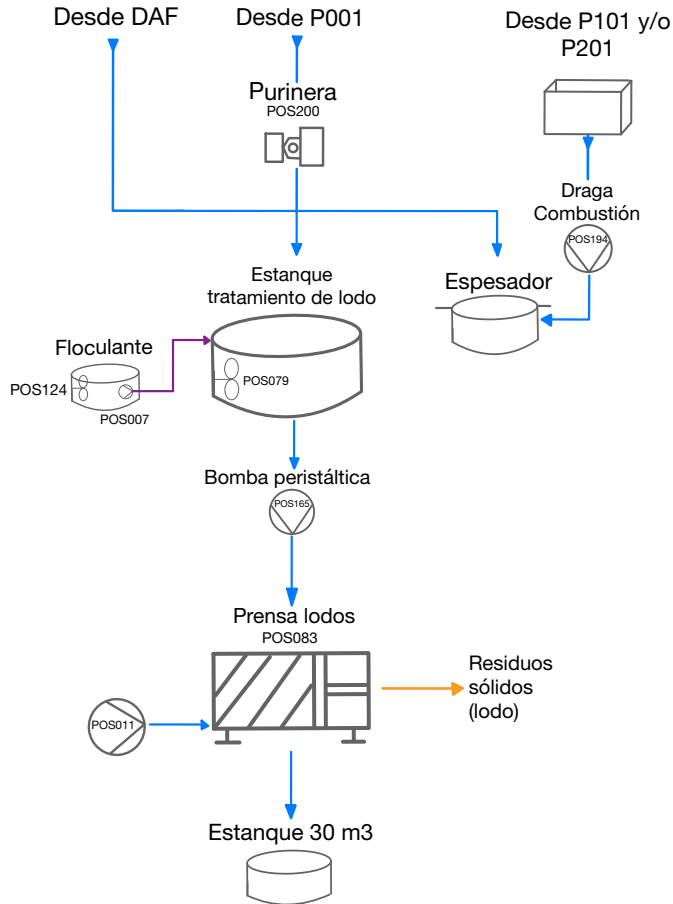 Desde DAF
Desde P001
Desde P101 y/o
P201
Purinera
POS200
Draga
Combustión
POS194
Estanque
tratamiento de lodo
Espesador
Floculante
POS124
POS007
POS079
Bomba peristáltica
POS165
Prensa lodos
POS083
Residuos
sólidos
(lodo)
POS011
Estanque 30 m3